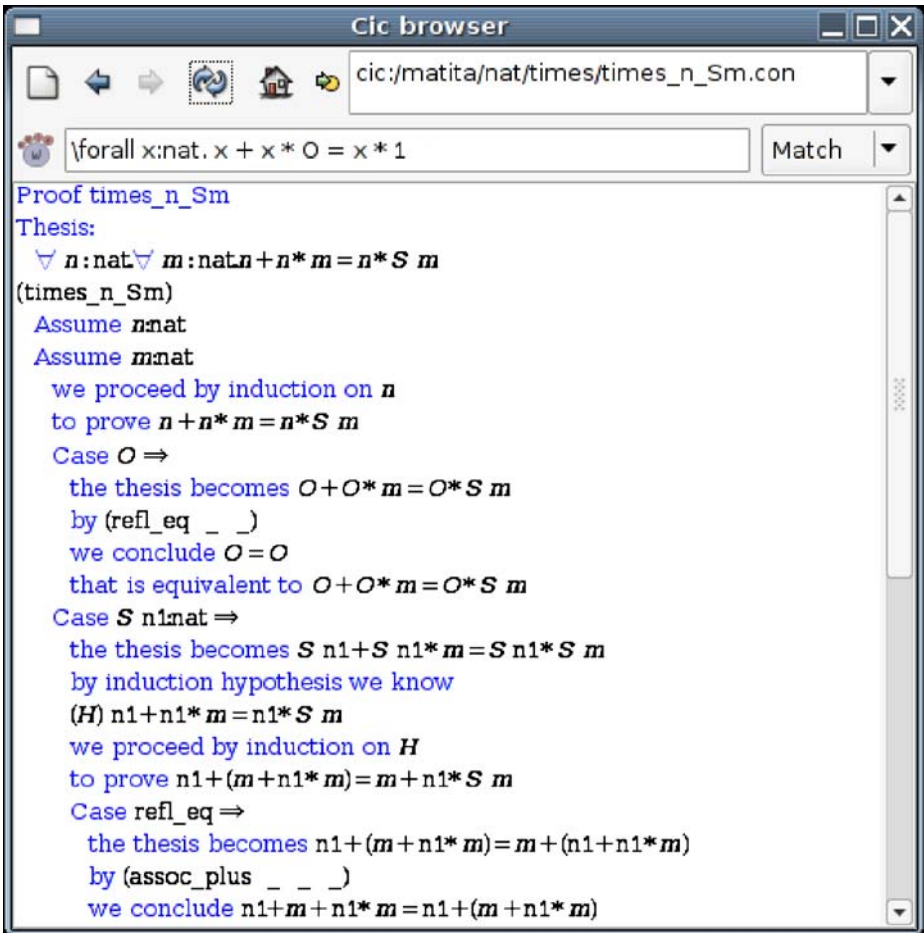 Cic browser
cic:/matita/nat/times/times_n_Sm.con
\forall x:nat. x + x * O = x * 1
Match
Proof times_n_Sm
Thesis:
∀ n:nat.∀ m:nat.n+n*m=n*S m
(times_n_Sm)
Assume n:nat
Assume m:nat
we proceed by induction on n
to prove n+n*m=n*S m
Case O ⇒
the thesis becomes O+O*m=O*S m
by (refl_eq _ _)
we conclude O=O
that is equivalent to O+O*m=O*S m
Case S n1:nat ⇒
the thesis becomes S n1+S n1*m=S n1*S m
by induction hypothesis we know
(H) n1+n1*m=n1*S m
we proceed by induction on H
to prove n1+(m+n1*m)=m+n1*S m
Case refl_eq ⇒
the thesis becomes n1+(m+n1*m)=m+(n1+n1*m)
by (assoc_plus _ _ _)
we conclude n1+m+n1*m=n1+(m+n1*m)